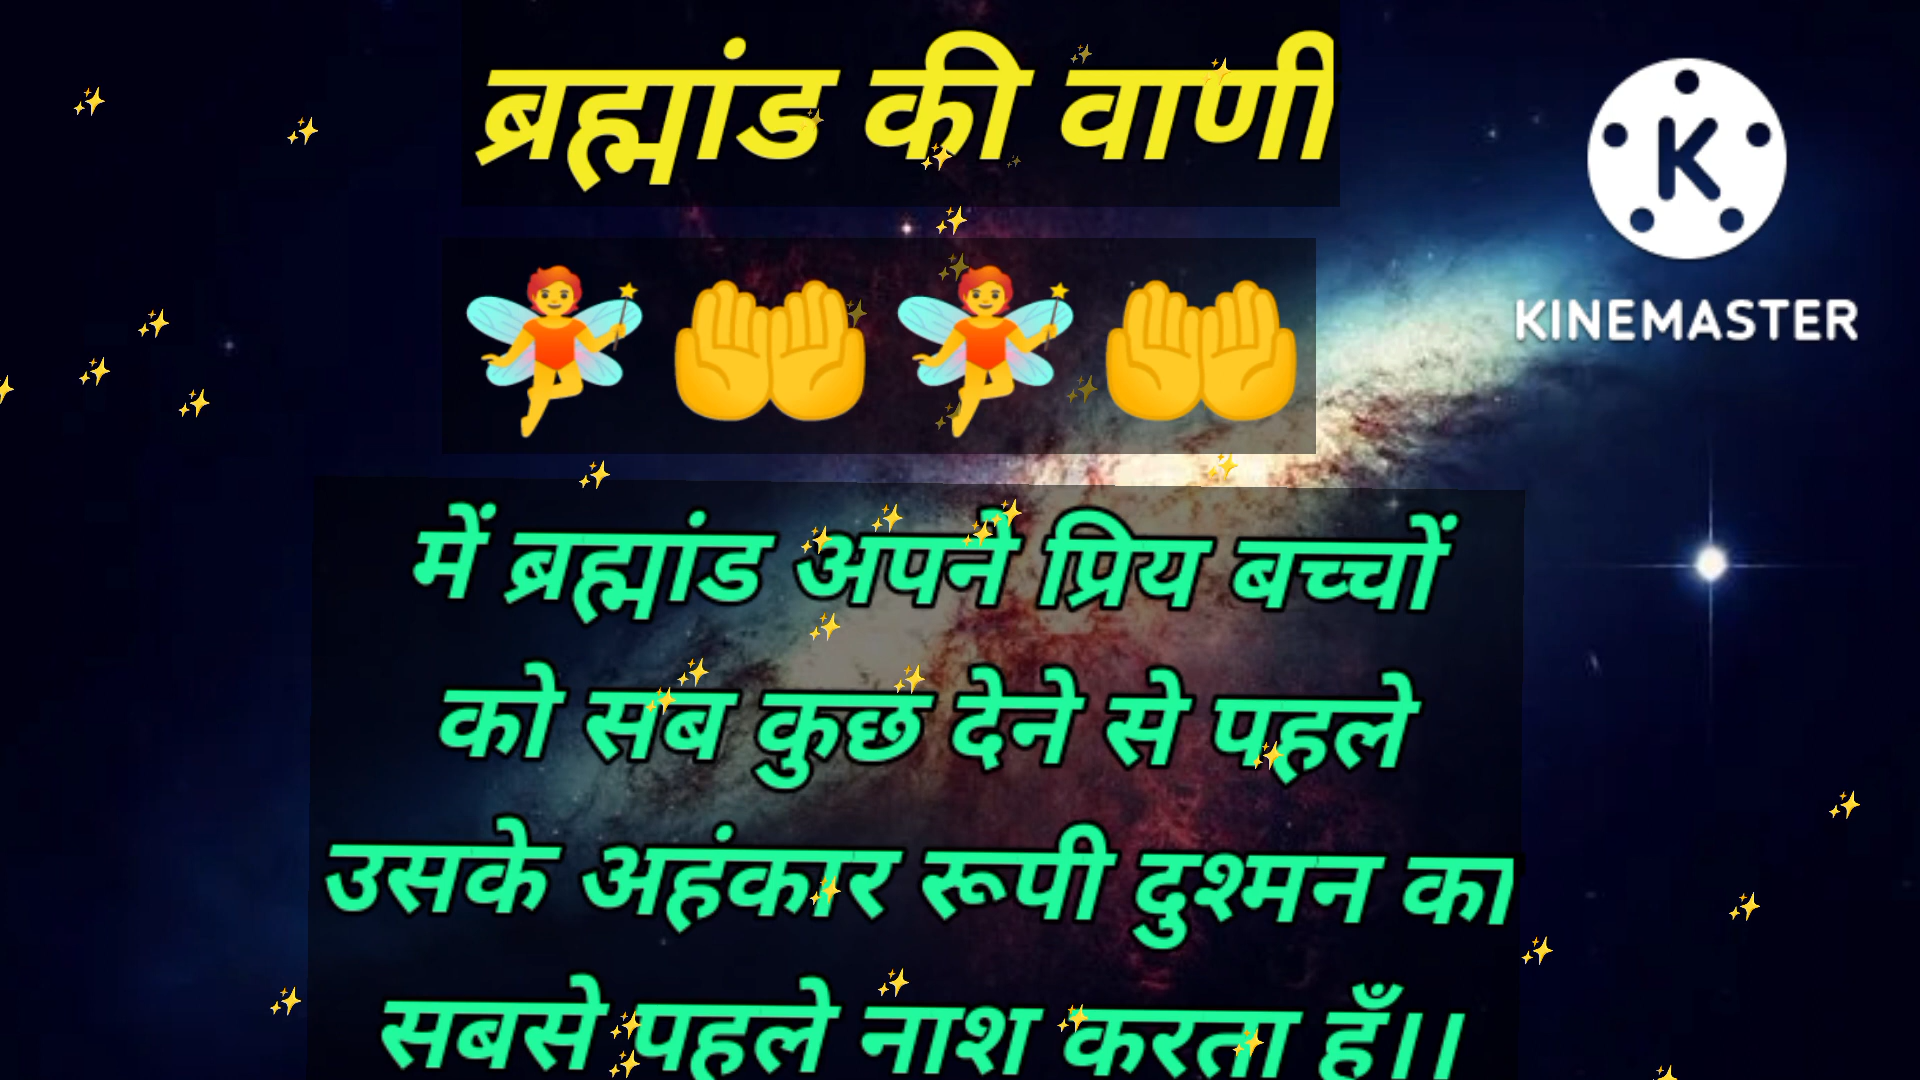 ब्रह्मांड की वाणी
K
KINEMASTER
में ब्रह्मांड अपने प्रिय बच्चों
को सब कुछ देने से पहले
उसके अहंकार रूपी दुश्मन का
सबसे पहले नाश करता हूँ।।